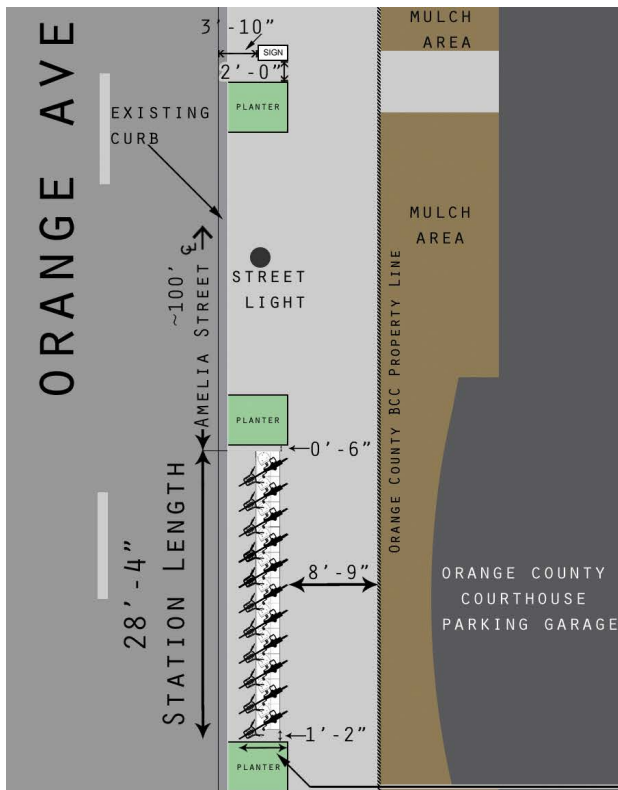 ORANGE AVE
3'-10"
SIGN
2'-0"
PLANTER
EXISTING
CURB
MULCH
AREA
MULCH
AREA
STREET
LIGHT
~100'
AMELIA STREET
℄
ORANGE COUNTY BCC PROPERTY LINE
PLANTER
0'-6"
28'-4"
STATION LENGTH
8'-9"
ORANGE COUNTY
COURTHOUSE
PARKING GARAGE
1'-2"
PLANTER